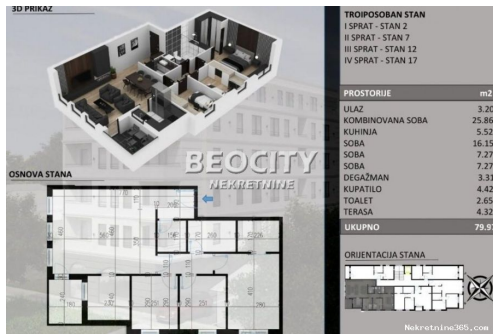 3D PRIKAZ
OSNOVA STANA
BEOCITY
NEKRETNINE
TROIPOSOBAN STAN
I SPRAT - STAN 2
II SPRAT - STAN 7
III SPRAT - STAN 12
IV SPRAT - STAN 17
PROSTORIJE m2
ULAZ 3.20
KOMBINOVANA SOBA 25.86
KUHINJA 5.52
SOBA 16.15
SOBA 7.27
SOBA 7.27
DEGAŽMAN 3.31
KUPATILO 4.42
TOALET 2.65
TERASA 4.32
UKUPNO 79.97
ORIJENTACIJA STANA
Nekretnine365.com